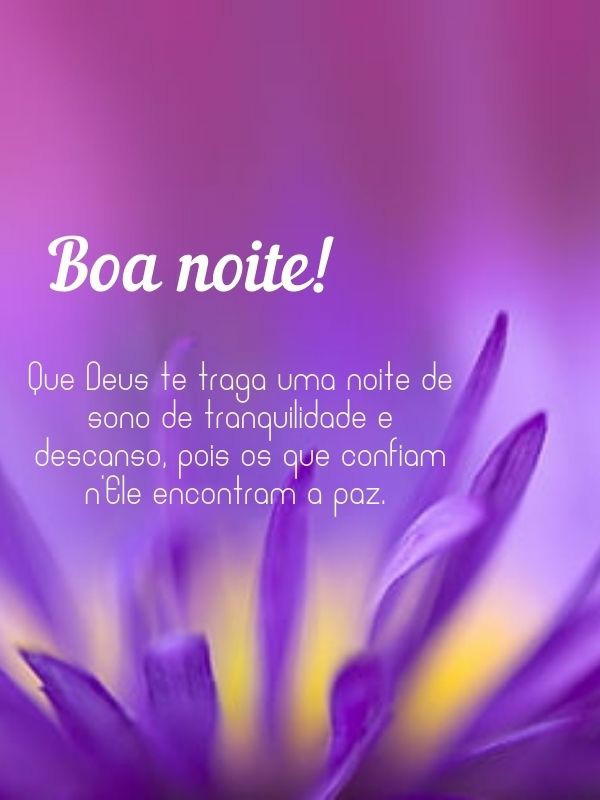 Boa noite!
Que Deus te traga uma noite de
sono de tranquilidade e
descanso, pois os que confiam
n'Ele encontram a paz.